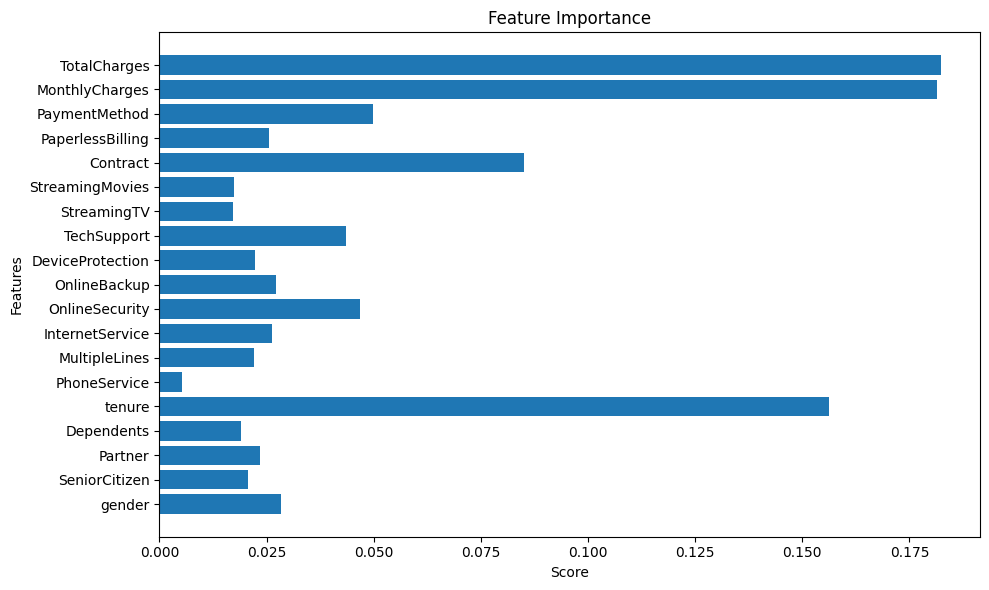 Feature Importance
TotalCharges
MonthlyCharges
PaymentMethod
PaperlessBilling
Contract
StreamingMovies
StreamingTV
TechSupport
DeviceProtection
OnlineBackup
OnlineSecurity
InternetService
MultipleLines
PhoneService
tenure
Dependents
Partner
SeniorCitizen
gender
Features
0.000 0.025 0.050 0.075 0.100 0.125 0.150 0.175
Score